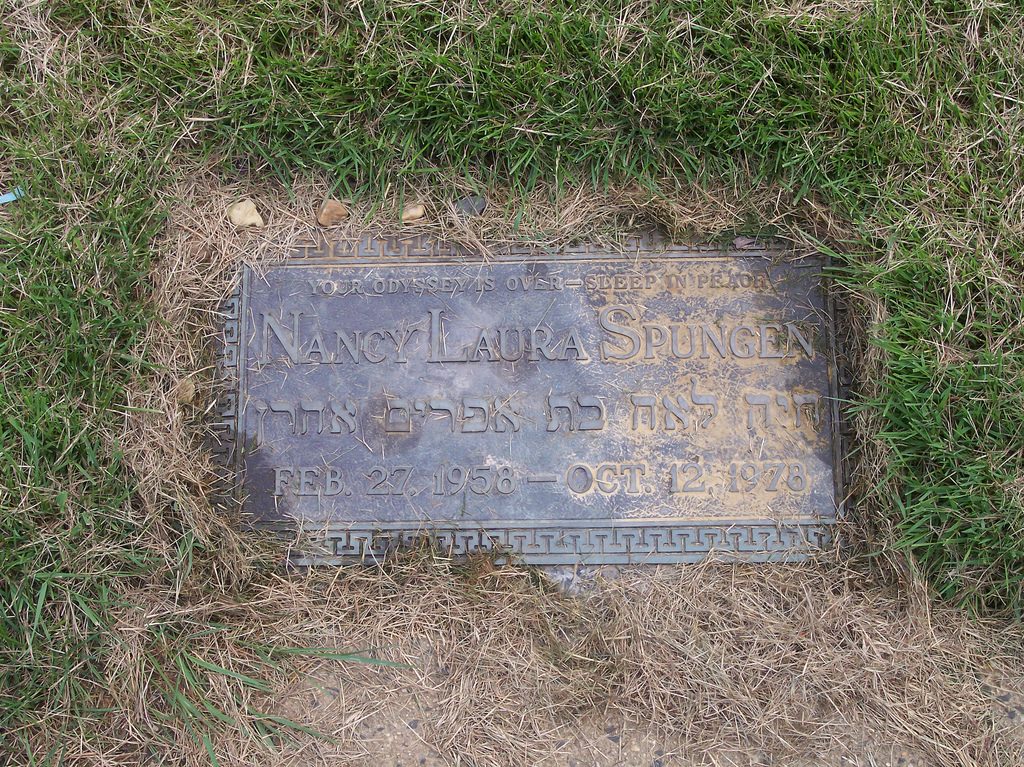 YOUR ODYSSEY IS OVER—SLEEP IN PEACE
NANCY LAURA SPUNGEN
חיה לאה בת אפרים אהרן
FEB. 27, 1958 — OCT. 12, 1978